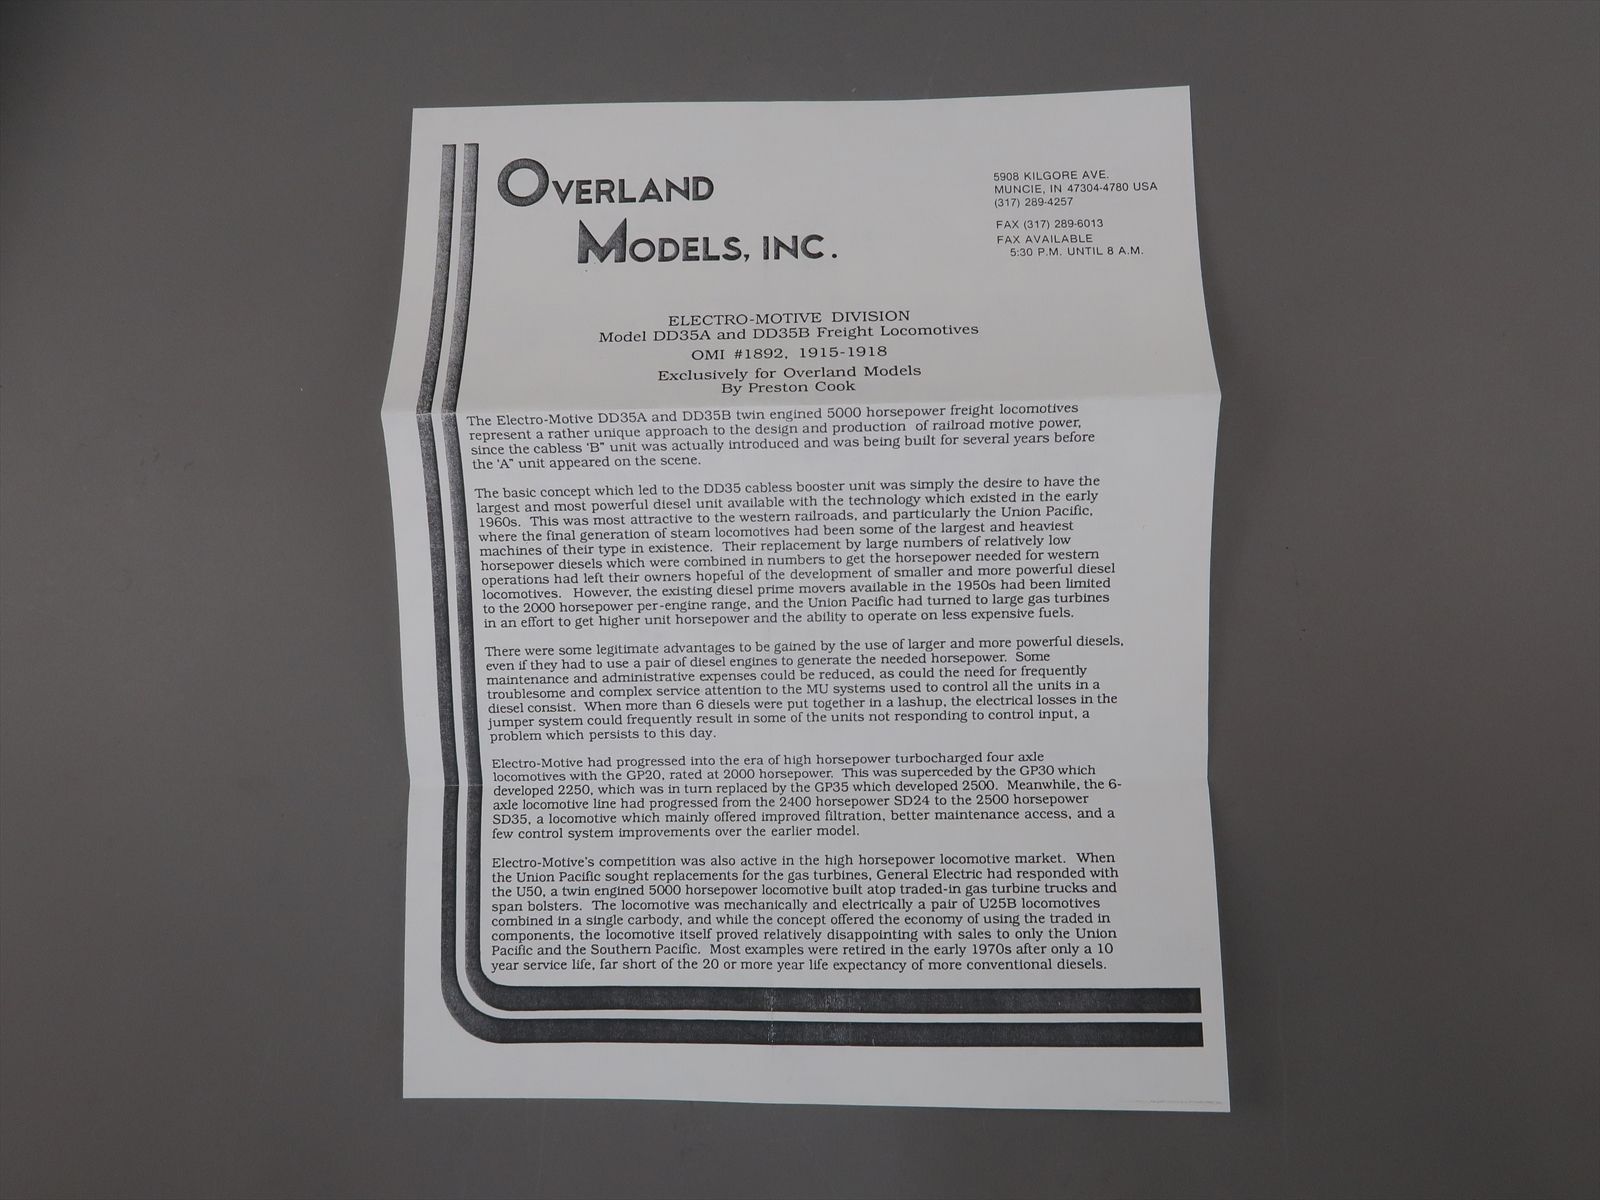 OVERLAND
MODELS, INC.
5908 KILGORE AVE.
MUNCIE, IN 47304-4780 USA
(317) 289-4257
FAX (317) 289-6013
FAX AVAILABLE
5:30 P.M. UNTIL 8 A.M.
ELECTRO-MOTIVE DIVISION
Model DD35A and DD35B Freight Locomotives
OMI #1892, 1915-1918
Exclusively for Overland Models
By Preston Cook
The Electro-Motive DD35A and DD35B twin engined 5000 horsepower freight locomotives
represent a rather unique approach to the design and production of railroad motive power,
since the cabless 'B" unit was actually introduced and was being built for several years before
the 'A" unit appeared on the scene.
The basic concept which led to the DD35 cabless booster unit was simply the desire to have the
largest and most powerful diesel unit available with the technology which existed in the early
1960s. This was most attractive to the western railroads, and particularly the Union Pacific,
where the final generation of steam locomotives had been some of the largest and heaviest
machines of their type in existence. Their replacement by large numbers of relatively low
horsepower diesels which were combined in numbers to get the horsepower needed for western
operations had left their owners hopeful of the development of smaller and more powerful diesel
locomotives. However, the existing diesel prime movers available in the 1950s had been limited
to the 2000 horsepower per-engine range, and the Union Pacific had turned to large gas turbines
in an effort to get higher unit horsepower and the ability to operate on less expensive fuels.
There were some legitimate advantages to be gained by the use of larger and more powerful diesels,
even if they had to use a pair of diesel engines to generate the needed horsepower. Some
maintenance and administrative expenses could be reduced, as could the need for frequently
troublesome and complex service attention to the MU systems used to control all the units in a
diesel consist. When more than 6 diesels were put together in a lashup, the electrical losses in the
jumper system could frequently result in some of the units not responding to control input, a
problem which persists to this day.
Electro-Motive had progressed into the era of high horsepower turbocharged four axle
locomotives with the GP20, rated at 2000 horsepower. This was superceded by the GP30 which
developed 2250, which was in turn replaced by the GP35 which developed 2500. Meanwhile, the 6-
axle locomotive line had progressed from the 2400 horsepower SD24 to the 2500 horsepower
SD35, a locomotive which mainly offered improved filtration, better maintenance access, and a
few control system improvements over the earlier model.
Electro-Motive's competition was also active in the high horsepower locomotive market. When
the Union Pacific sought replacements for the gas turbines, General Electric had responded with
the U50, a twin engined 5000 horsepower locomotive built atop traded-in gas turbine trucks and
span bolsters. The locomotive was mechanically and electrically a pair of U25B locomotives
combined in a single carbody, and while the concept offered the economy of using the traded in
components, the locomotive itself proved relatively disappointing with sales to only the Union
Pacific and the Southern Pacific. Most examples were retired in the early 1970s after only a 10
year service life, far short of the 20 or more year life expectancy of more conventional diesels.